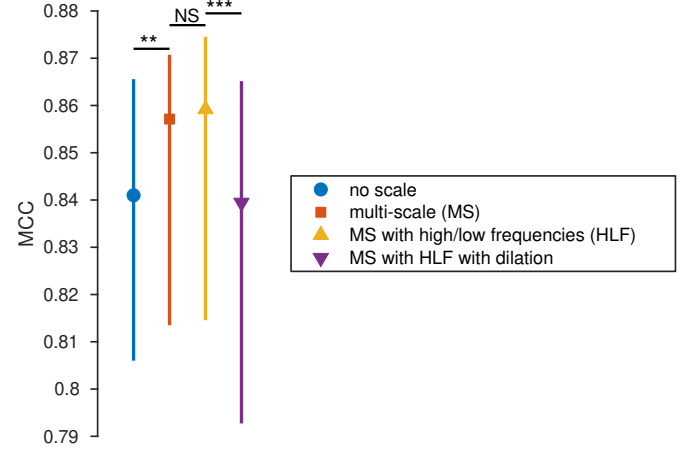 0.88
0.87
0.86
0.85
0.84
0.83
0.82
0.81
0.8
0.79
MCC
**
NS
***
no scale
multi-scale (MS)
MS with high/low frequencies (HLF)
MS with HLF with dilation